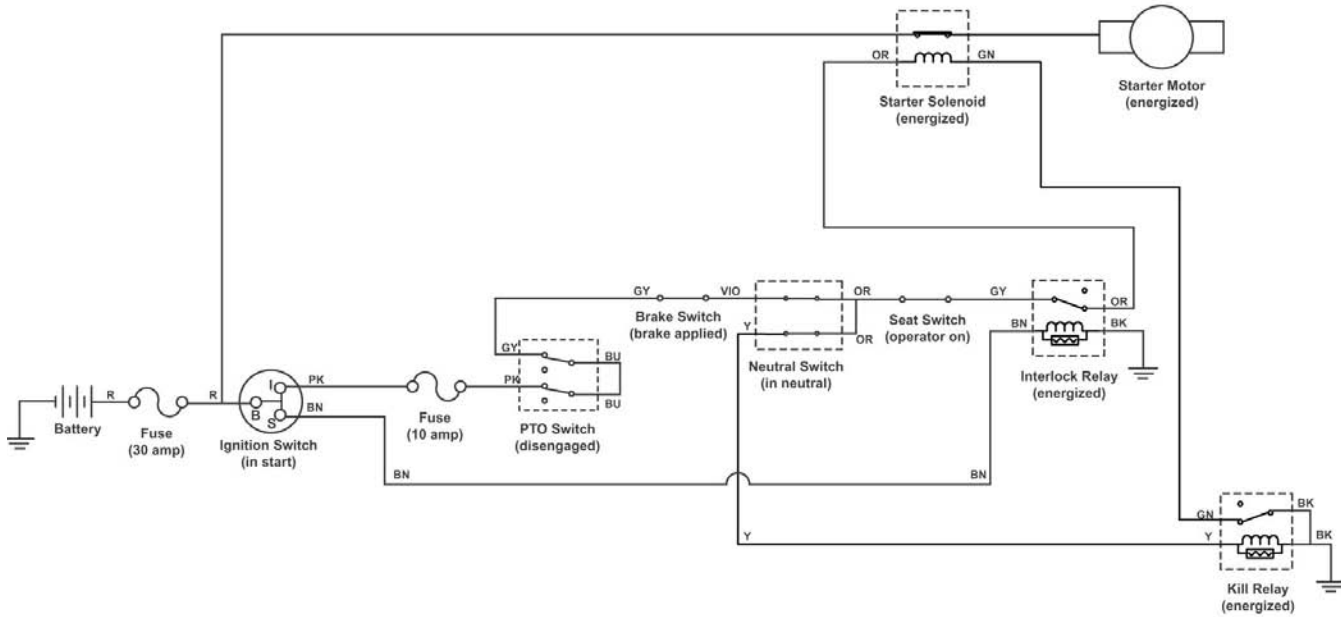 OR
GN
Starter Solenoid
(energized)
Starter Motor
(energized)
GY
VIO
OR
GY
OR
Brake Switch
(brake applied)
Y
OR
Seat Switch
(operator on)
BN
BK
Neutral Switch
(in neutral)
Interlock Relay
(energized)
GY
BU
PK
BU
PTO Switch
(disengaged)
R
Battery
Fuse
(30 amp)
R
B
I
S
PK
BN
Ignition Switch
(in start)
Fuse
(10 amp)
BN
BN
GN
BK
Y
Y
BK
Kill Relay
(energized)